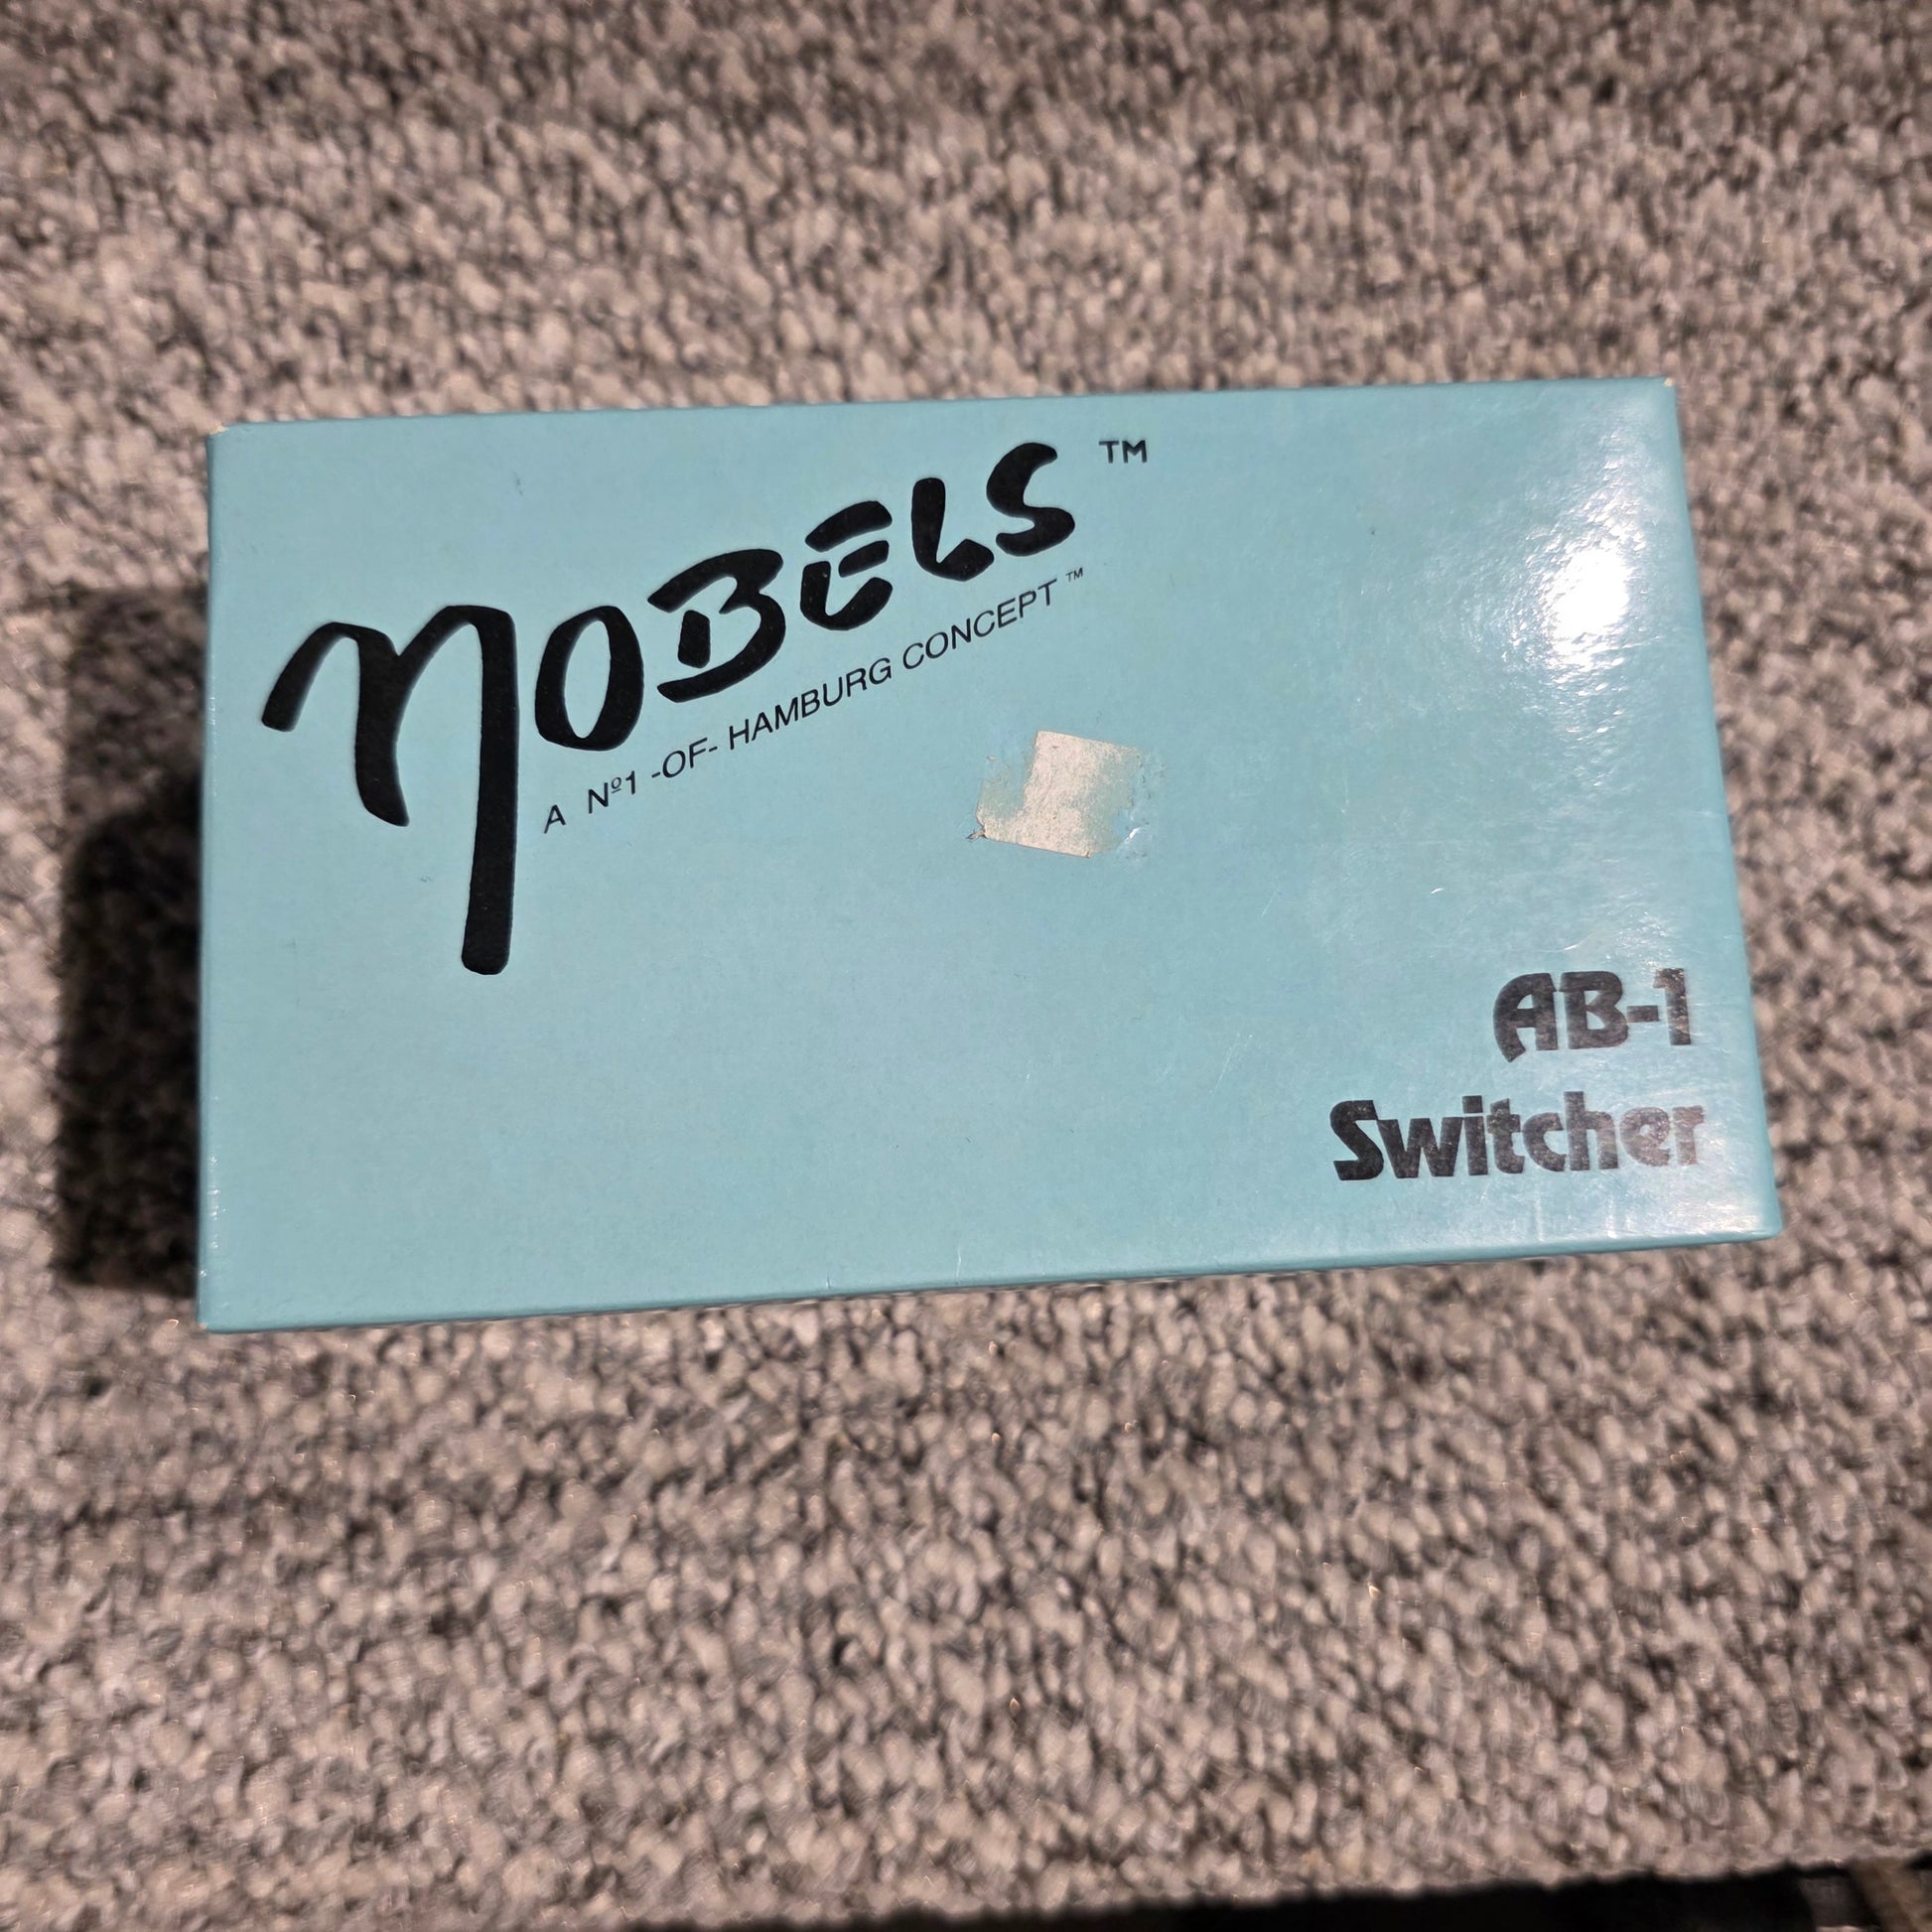 NOBELS™
A Nº1 -OF- HAMBURG CONCEPT™
AB-1
Switcher